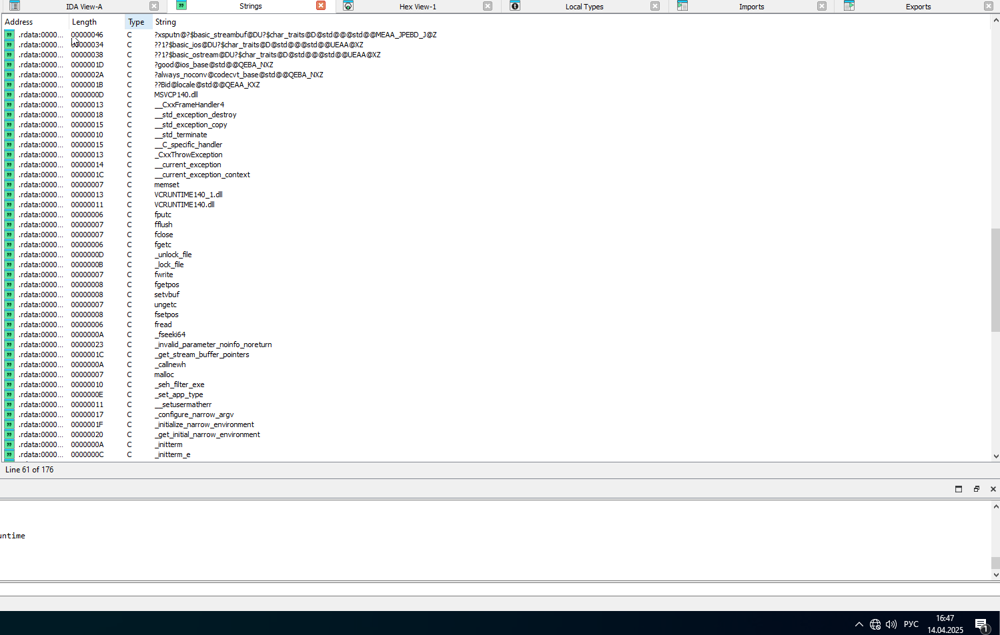 IDA View-A Strings Hex View-1 Local Types Imports Exports
Address Length Type String
.rdata:0000... 00000046 C ?xsputn@?$basic_streambuf@DU?$char_traits@D@std@@@std@@MEAA_JPEBD_J@Z
.rdata:0000... 00000034 C ??1?$basic_ios@DU?$char_traits@D@std@@@std@@UEAA@XZ
.rdata:0000... 00000038 C ??1?$basic_ostream@DU?$char_traits@D@std@@@std@@UEAA@XZ
.rdata:0000... 0000001D C ?good@ios_base@std@@QEBA_NXZ
.rdata:0000... 0000002A C ?always_noconv@codecvt_base@std@@QEBA_NXZ
.rdata:0000... 0000001B C ??Bid@locale@std@@QEAA_KXZ
.rdata:0000... 0000000D C MSVCP140.dll
.rdata:0000... 00000013 C __CxxFrameHandler4
.rdata:0000... 00000018 C __std_exception_destroy
.rdata:0000... 00000015 C __std_exception_copy
.rdata:0000... 00000010 C __std_terminate
.rdata:0000... 00000015 C __C_specific_handler
.rdata:0000... 00000013 C _CxxThrowException
.rdata:0000... 00000014 C __current_exception
.rdata:0000... 0000001C C __current_exception_context
.rdata:0000... 00000007 C memset
.rdata:0000... 00000013 C VCRUNTIME140_1.dll
.rdata:0000... 00000011 C VCRUNTIME140.dll
.rdata:0000... 00000006 C fputc
.rdata:0000... 00000007 C fflush
.rdata:0000... 00000007 C fclose
.rdata:0000... 00000006 C fgetc
.rdata:0000... 0000000D C _unlock_file
.rdata:0000... 0000000B C _lock_file
.rdata:0000... 00000007 C fwrite
.rdata:0000... 00000008 C fgetpos
.rdata:0000... 00000008 C setvbuf
.rdata:0000... 00000007 C ungetc
.rdata:0000... 00000008 C fsetpos
.rdata:0000... 00000006 C fread
.rdata:0000... 0000000A C _fseeki64
.rdata:0000... 00000023 C _invalid_parameter_noinfo_noreturn
.rdata:0000... 0000001C C _get_stream_buffer_pointers
.rdata:0000... 0000000A C _callnewh
.rdata:0000... 00000007 C malloc
.rdata:0000... 00000010 C _seh_filter_exe
.rdata:0000... 0000000E C _set_app_type
.rdata:0000... 00000011 C __setusermatherr
.rdata:0000... 00000017 C _configure_narrow_argv
.rdata:0000... 0000001F C _initialize_narrow_environment
.rdata:0000... 00000020 C _get_initial_narrow_environment
.rdata:0000... 0000000A C _initterm
.rdata:0000... 0000000C C _initterm_e
Line 61 of 176
untime
РУС 16:47
14.04.2025 1